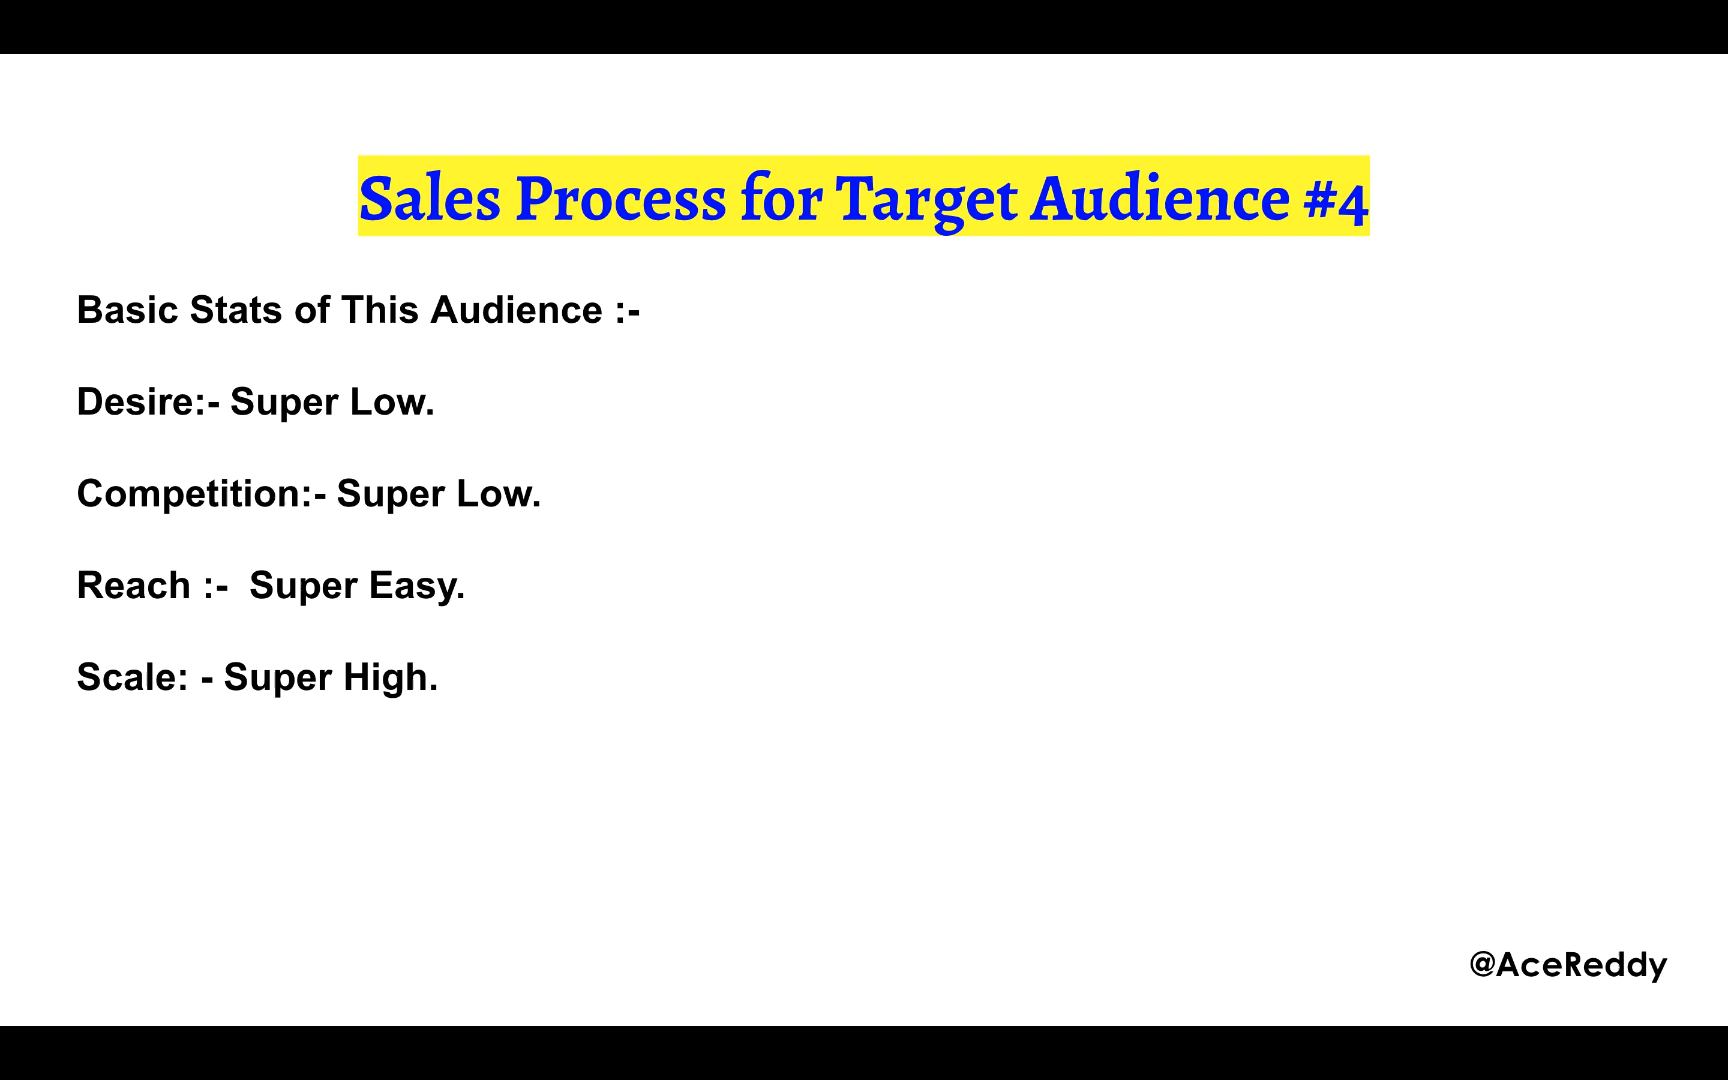 Sales Process for Target Audience #4
Basic Stats of This Audience :-
Desire:- Super Low.
Competition:- Super Low.
Reach :-  Super Easy.
Scale: - Super High.
@AceReddy